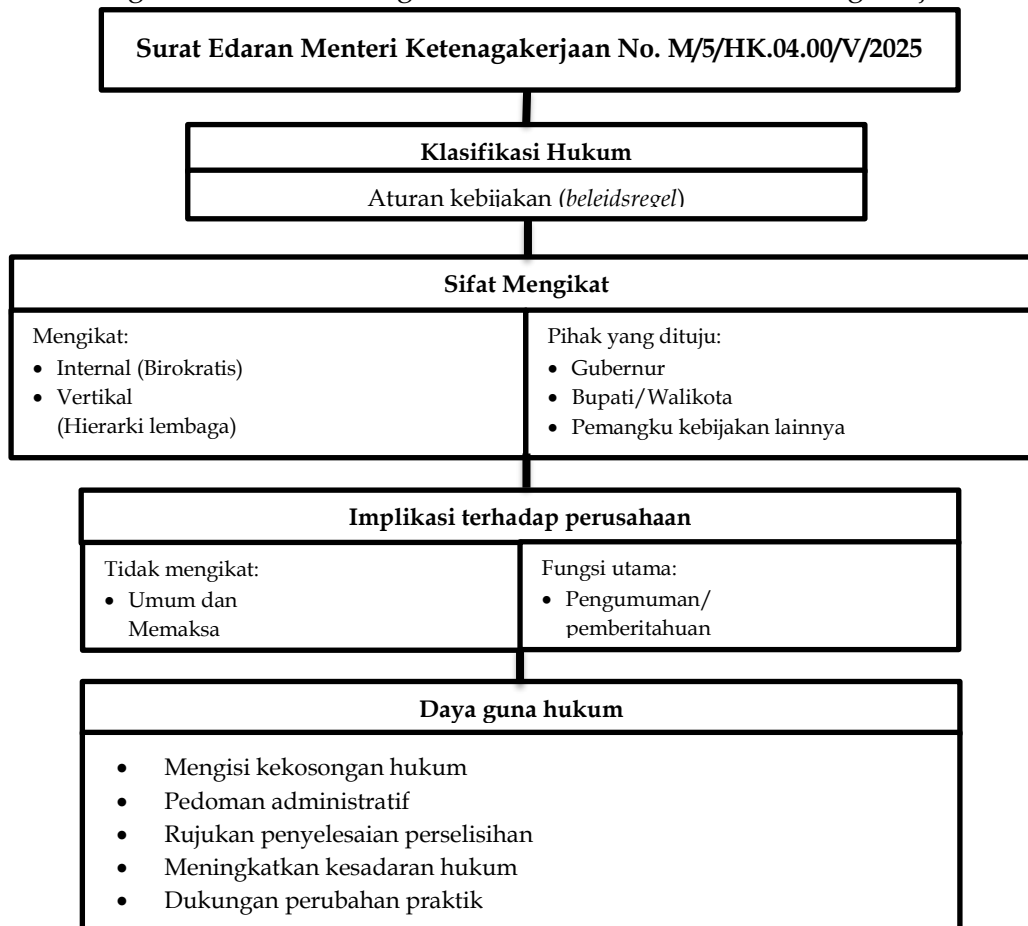 Surat Edaran Menteri Ketenagakerjaan No. M/5/HK.04.00/V/2025
Klasifikasi Hukum
Aturan kebijakan (beleidsregel)
Sifat Mengikat
Mengikat:
• Internal (Birokratis)
• Vertikal
(Hierarki lembaga)
Pihak yang dituju:
• Gubernur
• Bupati/Walikota
• Pemangku kebijakan lainnya
Implikasi terhadap perusahaan
Tidak mengikat:
• Umum dan
Memaksa
Fungsi utama:
• Pengumuman/
pemberitahuan
Daya guna hukum
• Mengisi kekosongan hukum
• Pedoman administratif
• Rujukan penyelesaian perselisihan
• Meningkatkan kesadaran hukum
• Dukungan perubahan praktik